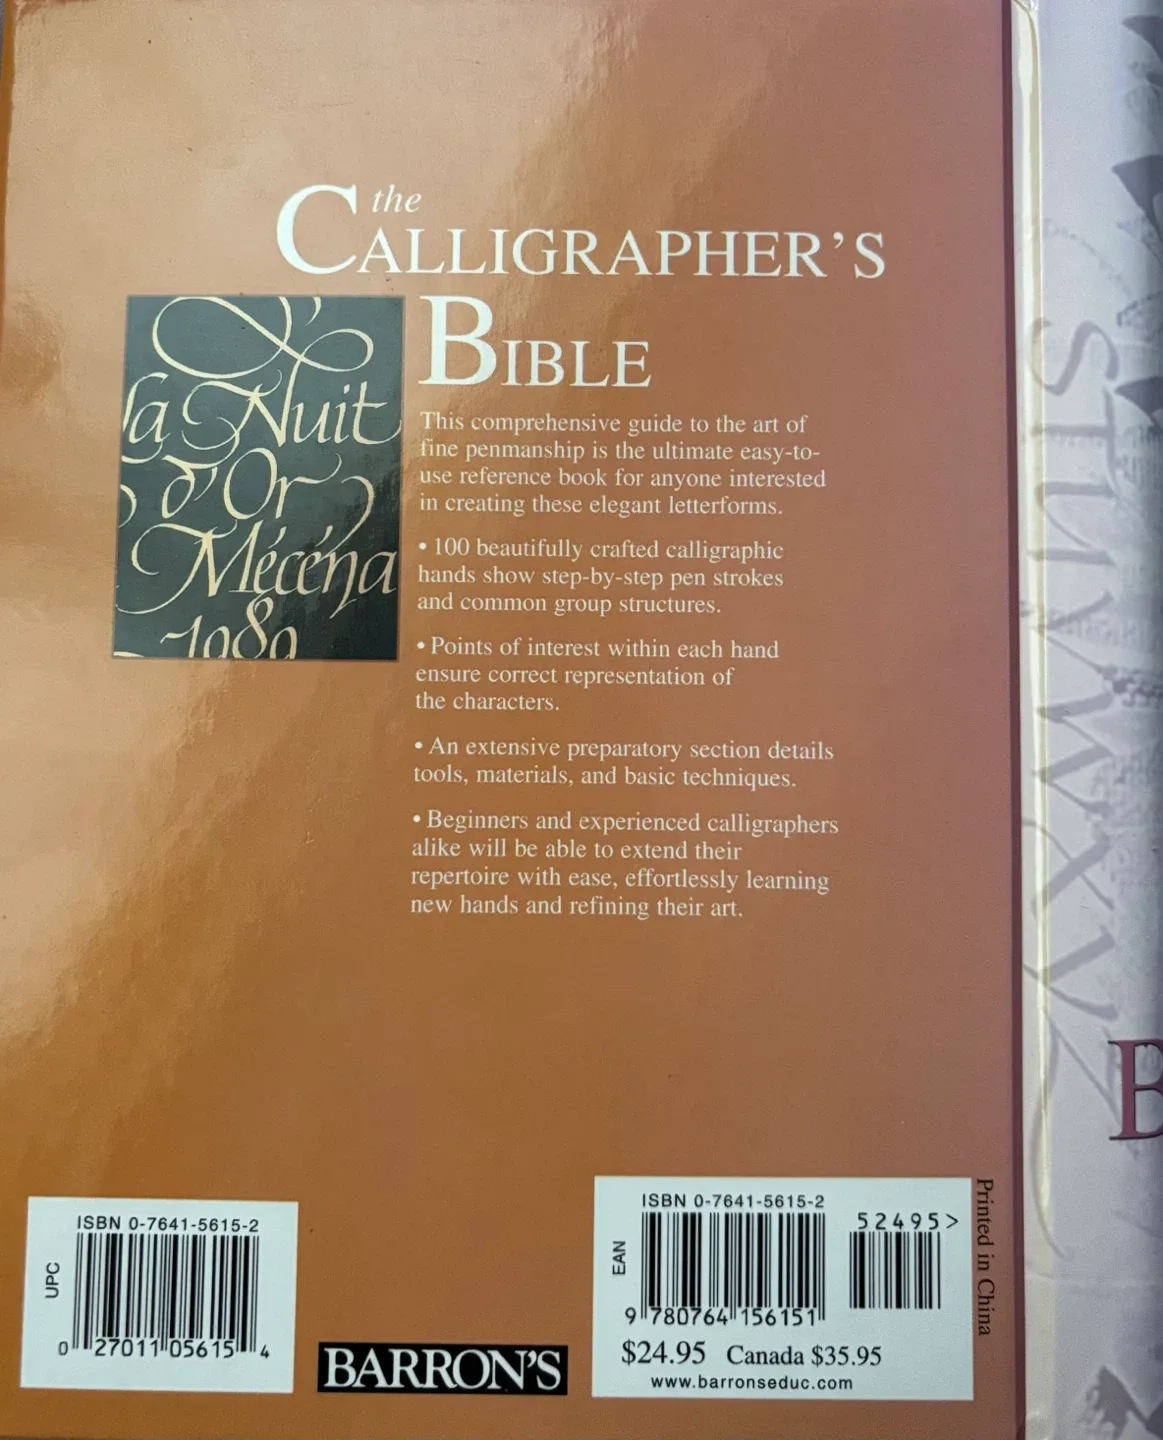 the
CALLIGRAPHER'S
BIBLE
la Nuit
d'Or
Mécéna
1989
This comprehensive guide to the art of
fine penmanship is the ultimate easy-to-
use reference book for anyone interested
in creating these elegant letterforms.
• 100 beautifully crafted calligraphic
hands show step-by-step pen strokes
and common group structures.
• Points of interest within each hand
ensure correct representation of
the characters.
• An extensive preparatory section details
tools, materials, and basic techniques.
• Beginners and experienced calligraphers
alike will be able to extend their
repertoire with ease, effortlessly learning
new hands and refining their art.
ISBN 0-7641-5615-2
UPC
0 27011 05615 4
BARRON'S
ISBN 0-7641-5615-2
52495>
EAN
9 780764 156151
$24.95 Canada $35.95
www.barronseduc.com
Printed in China
B